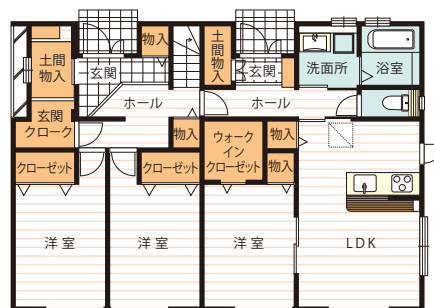 物入
土間
物入
玄関
土間
物入
玄関
洗面所
浴室
ホール
ホール
玄関
クローク
物入
ウォーク
イン
クローゼット
物入
物入
クローゼット
クローゼット
洋室
洋室
洋室
LDK